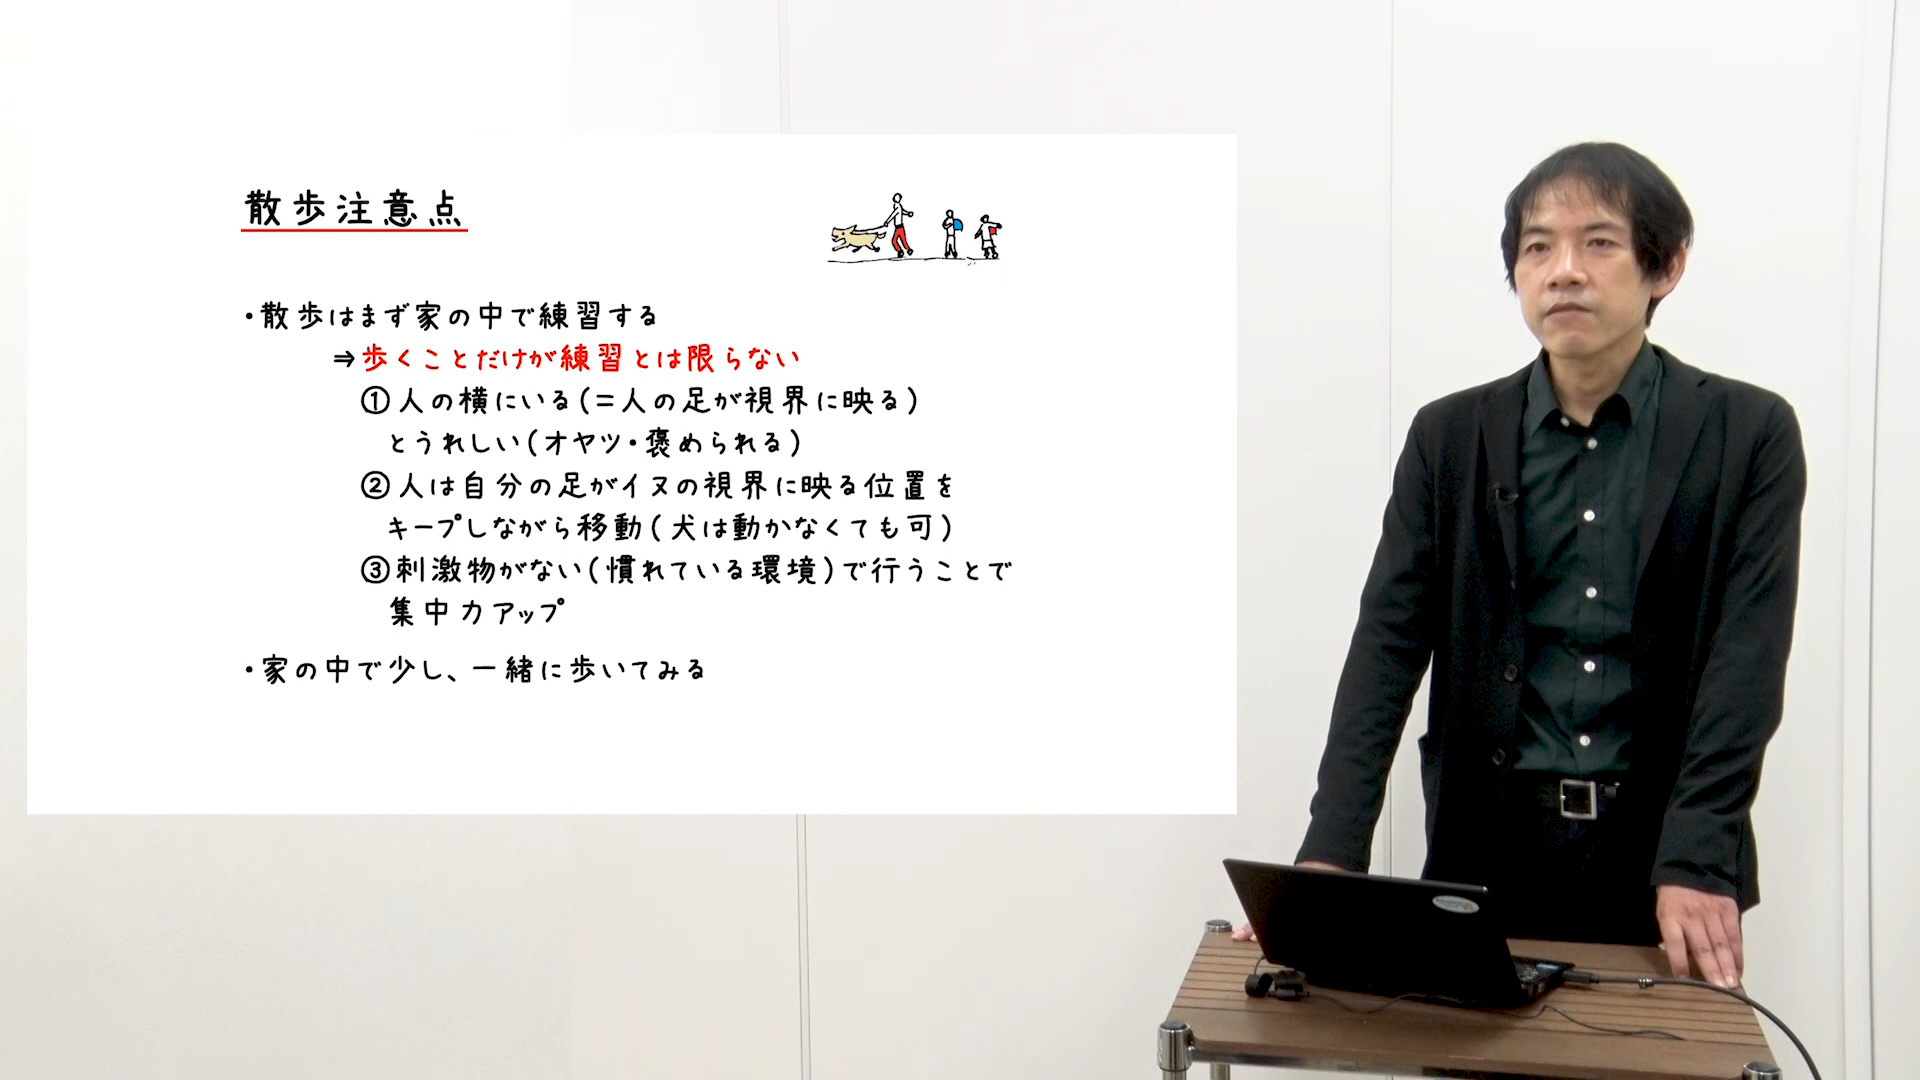 散歩注意点
・散歩はまず家の中で練習する
⇒歩くことだけが練習とは限らない
①人の横にいる(=人の足が視界に映る)
とうれしい(オヤツ・褒められる)
②人は自分の足がイヌの視界に映る位置を
キープしながら移動(犬は動かなくても可)
③刺激物がない(慣れている環境)で行うことで
集中力アップ
・家の中で少し、一緒に歩いてみる